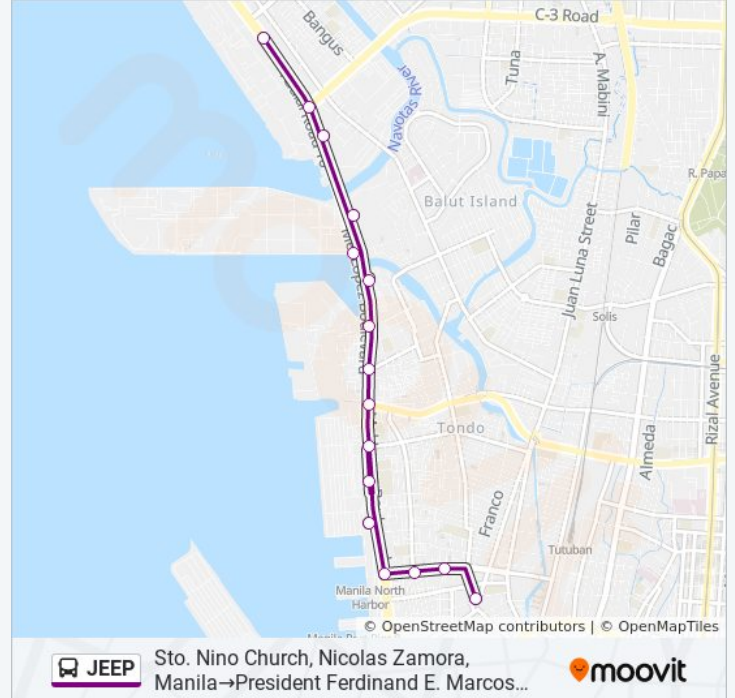 C-3 Road
Bangus
Tuna
A. Mabini
Navotas River
R. Papa
Balut Island
Juan Luna Street
Pilar
Bagac
Solis
Rizal Avenue
Tondo
Almeda
Franco
Tutuban
Manila North
Harbor
© OpenStreetMap contributors | © OpenMapTiles
JEEP
Sto. Nino Church, Nicolas Zamora,
Manila→President Ferdinand E. Marcos…
moovit